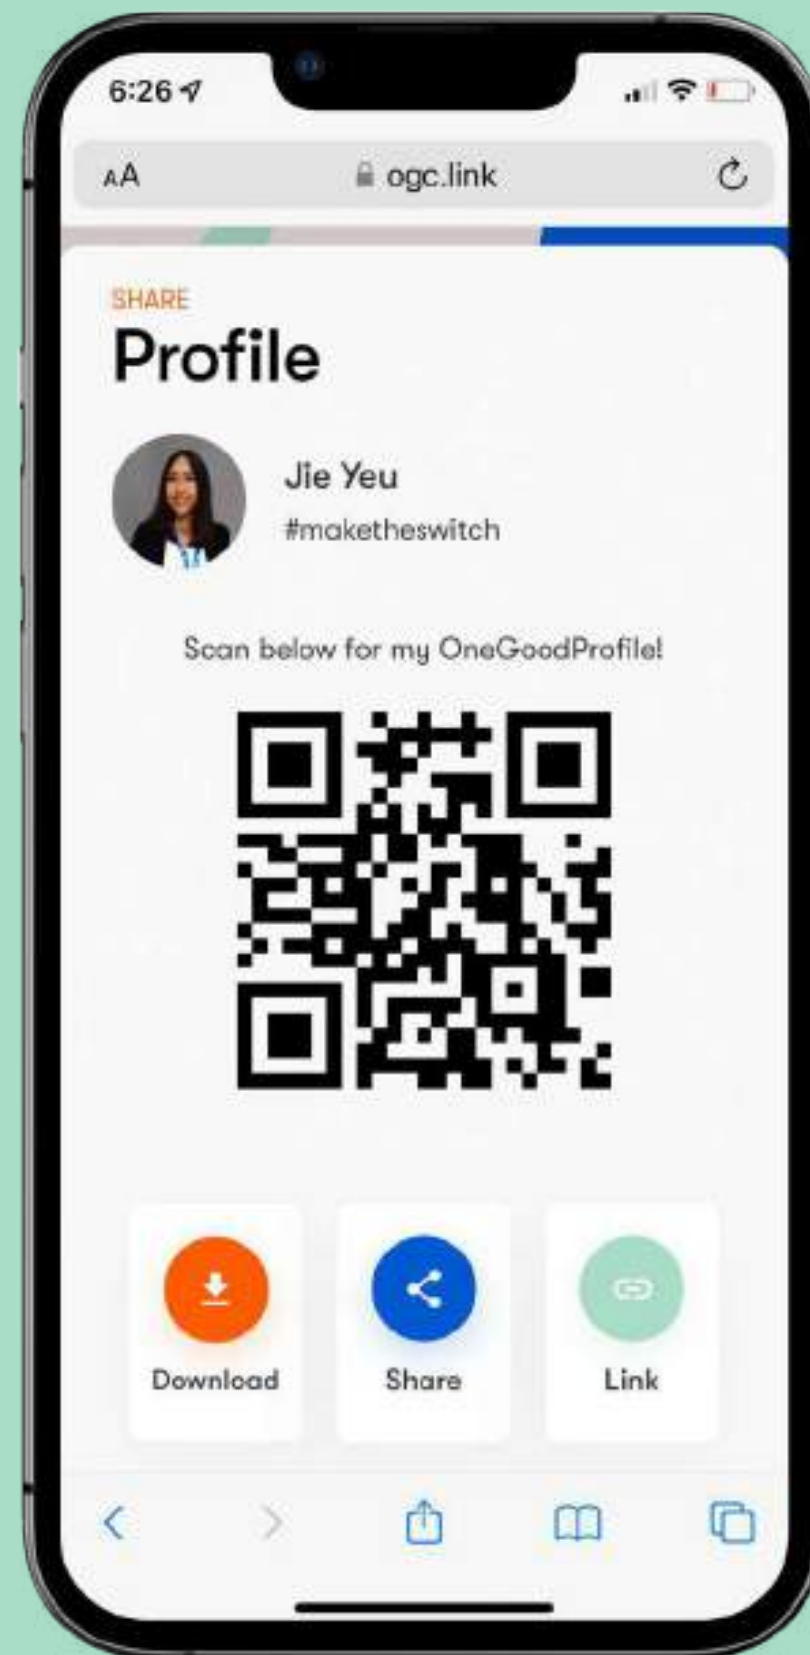 6:26
AA ogc.link
SHARE
Profile
Jie Yeu
#maketheswitch
Scan below for my OneGoodProfile!
Download Share Link